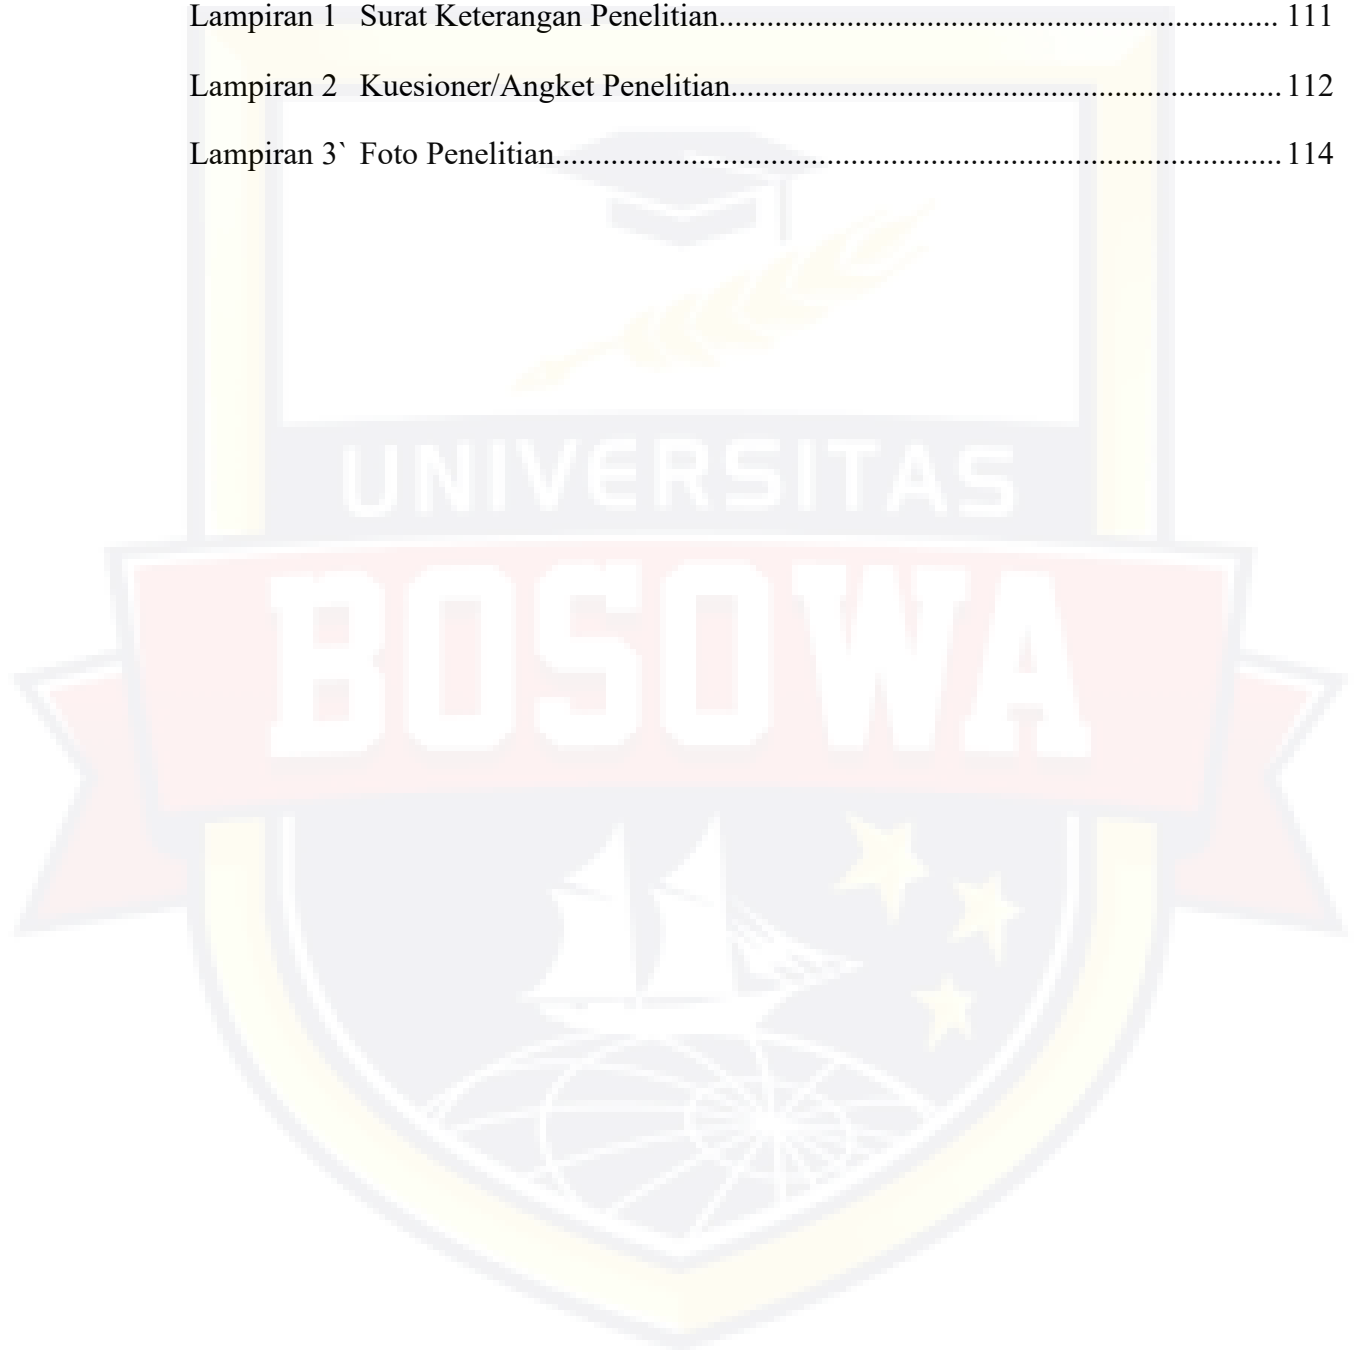 Lampiran 1 Surat Keterangan Penelitian.......................................................................... 111
Lampiran 2 Kuesioner/Angket Penelitian......................................................................... 112
Lampiran 3` Foto Penelitian................................................................................................ 114
UNIVERSITAS
BOSOWA